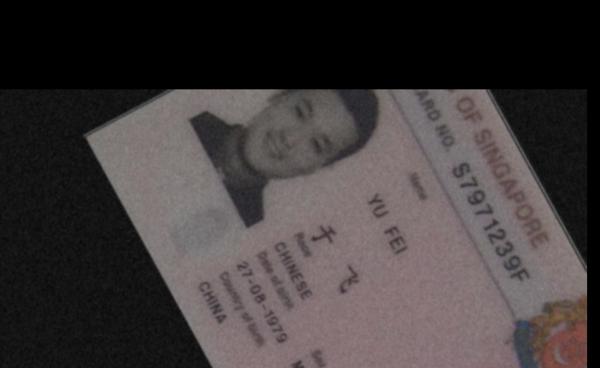 OF SINGAPORE
ARD NO. S7971239F
Name
YU FEI
于 飞
Race
CHINESE
Date of birth
27-08-1979
Sex
M
Country of birth
CHINA